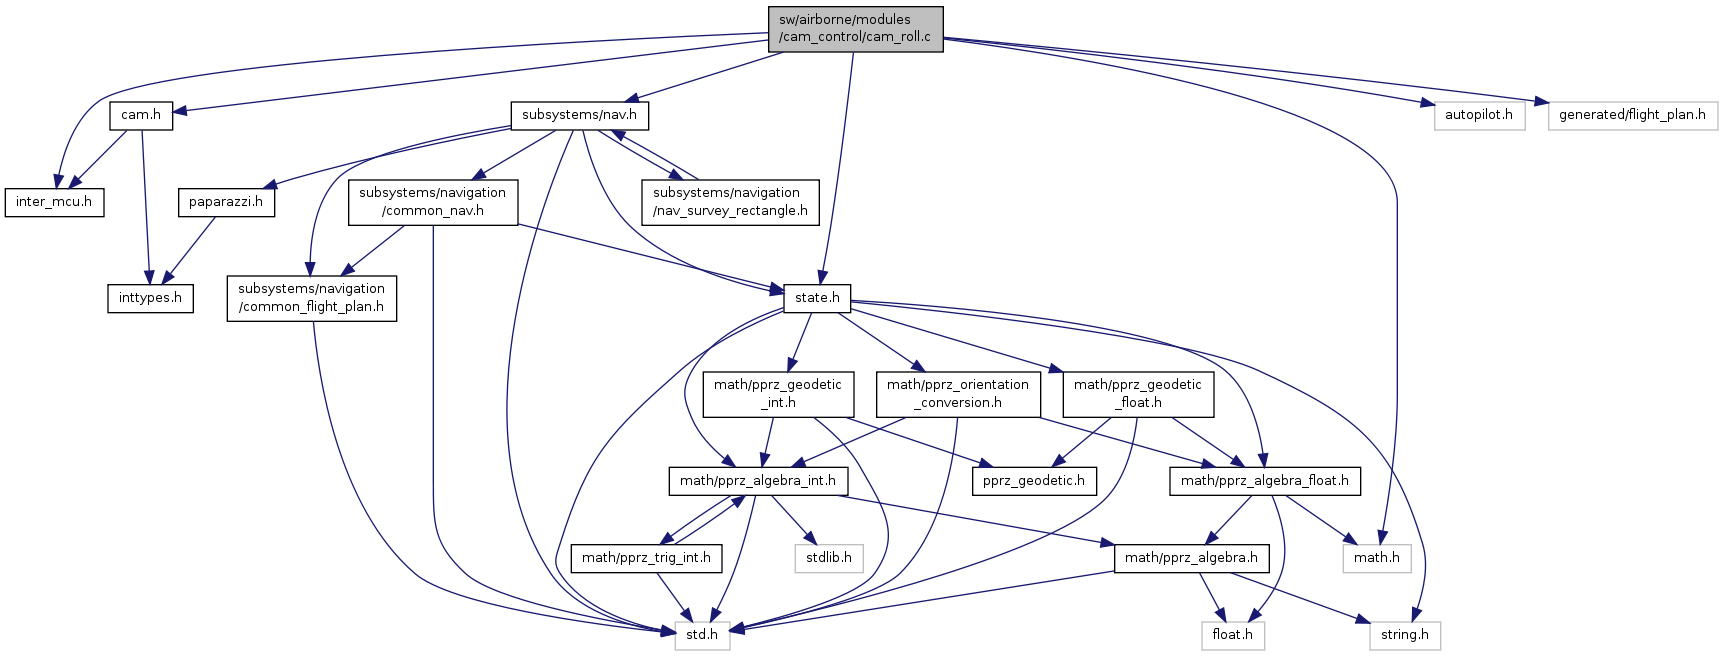 sw/airborne/modules
/cam_control/cam_roll.c
cam.h
subsystems/nav.h
autopilot.h
generated/flight_plan.h
inter_mcu.h
paparazzi.h
subsystems/navigation
/common_nav.h
subsystems/navigation
/nav_survey_rectangle.h
inttypes.h
subsystems/navigation
/common_flight_plan.h
state.h
math/pprz_geodetic
_int.h
math/pprz_orientation
_conversion.h
math/pprz_geodetic
_float.h
math/pprz_algebra_int.h
pprz_geodetic.h
math/pprz_algebra_float.h
math/pprz_trig_int.h
stdlib.h
math/pprz_algebra.h
math.h
std.h
float.h
string.h